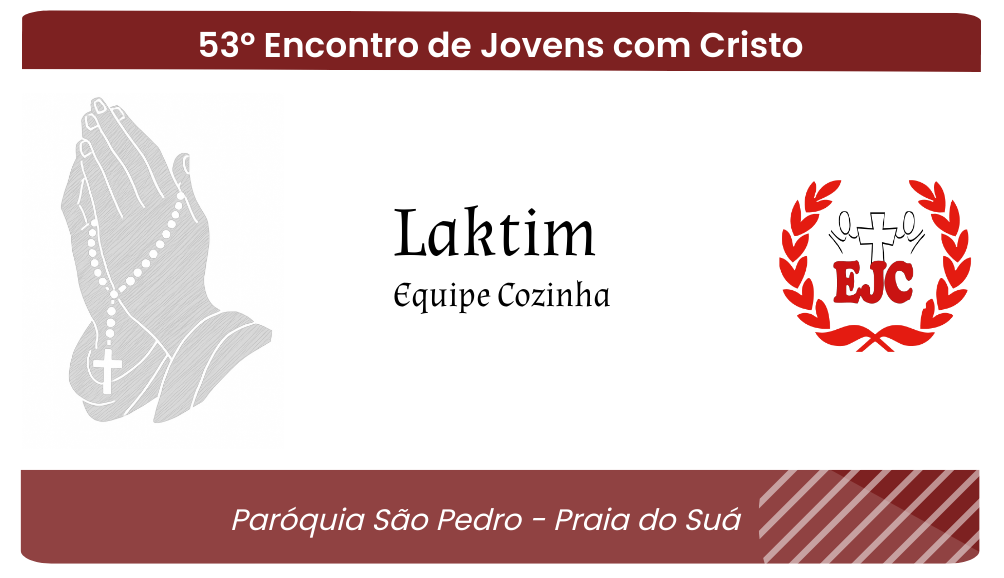 53º Encontro de Jovens com Cristo
Laktim
Equipe Cozinha
EJC
Paróquia São Pedro - Praia do Suá